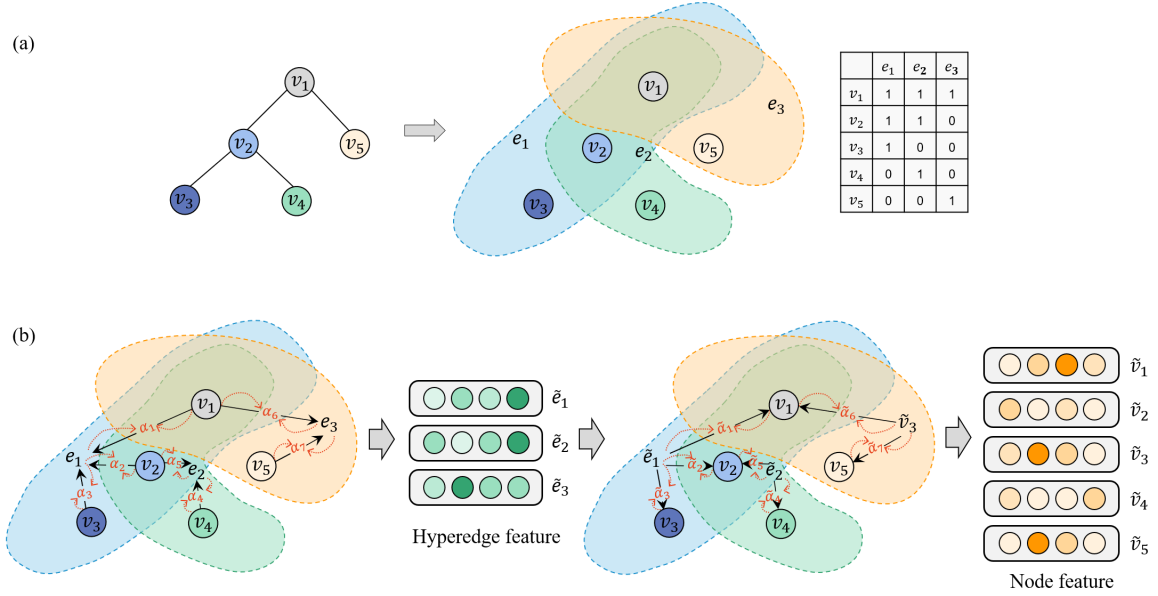 (a)
v₁
v₂
v₅
v₃
v₄
v₁
e₃
e₁
v₂
e₂
v₅
v₃
v₄
e₁ e₂ e₃
v₁ 1 1 1
v₂ 1 1 0
v₃ 1 0 0
v₄ 0 1 0
v₅ 0 0 1
(b)
v₁
α₆
e₃
α₁
α₇
e₁
α₂
v₂
α₅
e₂
v₅
α₃
α₄
v₃
v₄
ẽ₁
ẽ₂
ẽ₃
Hyperedge feature
v₁
α̃₆
ṽ₃
α̃₁
α̃₇
ẽ₁
α̃₂
v₂
ẽ₂
v₅
α̃₃
α̃₄
v₃
v₄
ṽ₁
ṽ₂
ṽ₃
ṽ₄
ṽ₅
Node feature